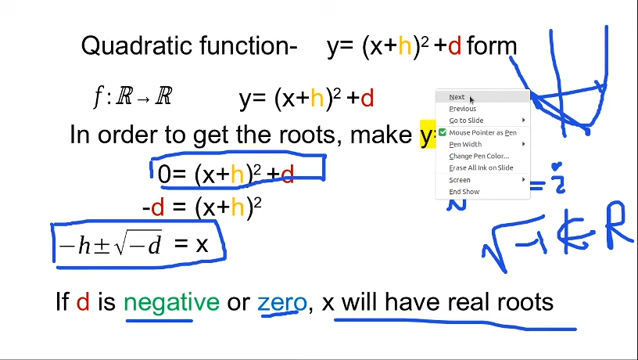 Quadratic function- y= (x+h)² +d form
f : ℝ → ℝ y= (x+h)² +d
In order to get the roots, make y=
0= (x+h)² +d
-d = (x+h)²
−h±√−d = x
If d is negative or zero, x will have real roots
Next
Previous
Go to Slide
Mouse Pointer as Pen
Pen Width
Change Pen Color...
Erase All Ink on Slide
Screen
End Show
= i
√-1 ∉ R